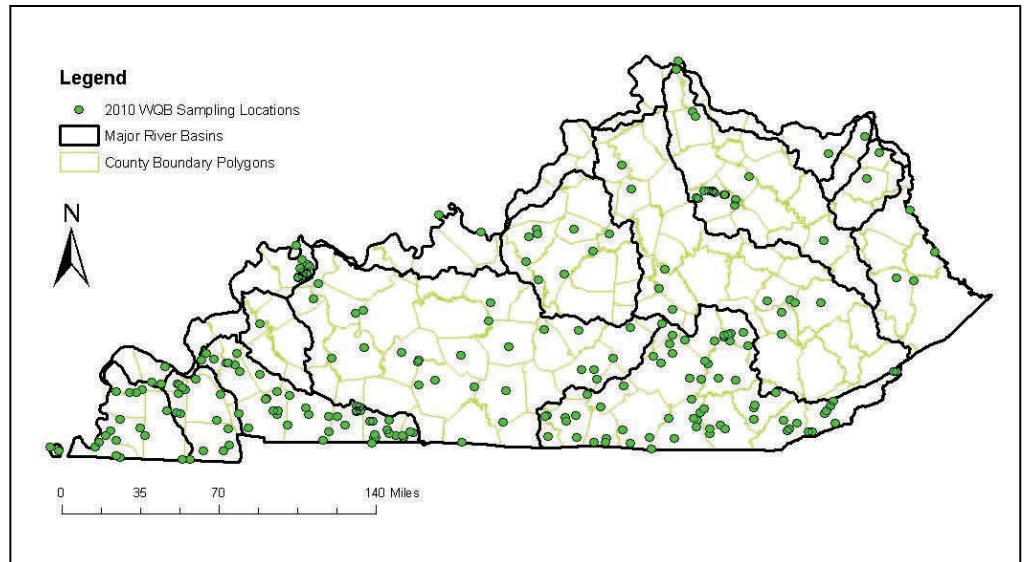 Legend
2010 WQB Sampling Locations
Major River Basins
County Boundary Polygons
N
0 35 70 140 Miles